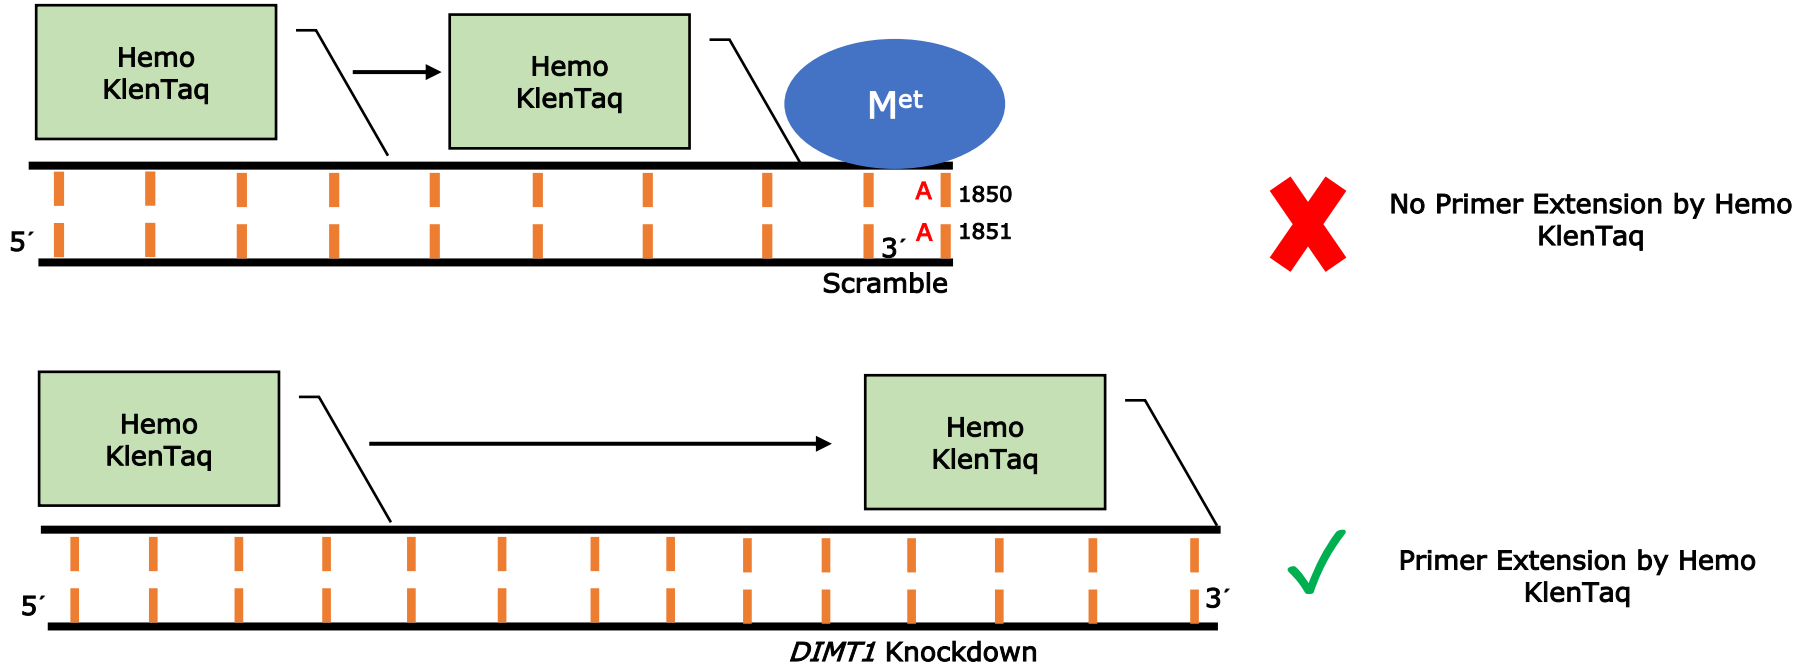 Hemo
KlenTaq
Hemo
KlenTaq
Met
A
1850
A
1851
5´
3´
Scramble
No Primer Extension by Hemo
KlenTaq
Hemo
KlenTaq
Hemo
KlenTaq
5´
3´
DIMT1 Knockdown
Primer Extension by Hemo
KlenTaq